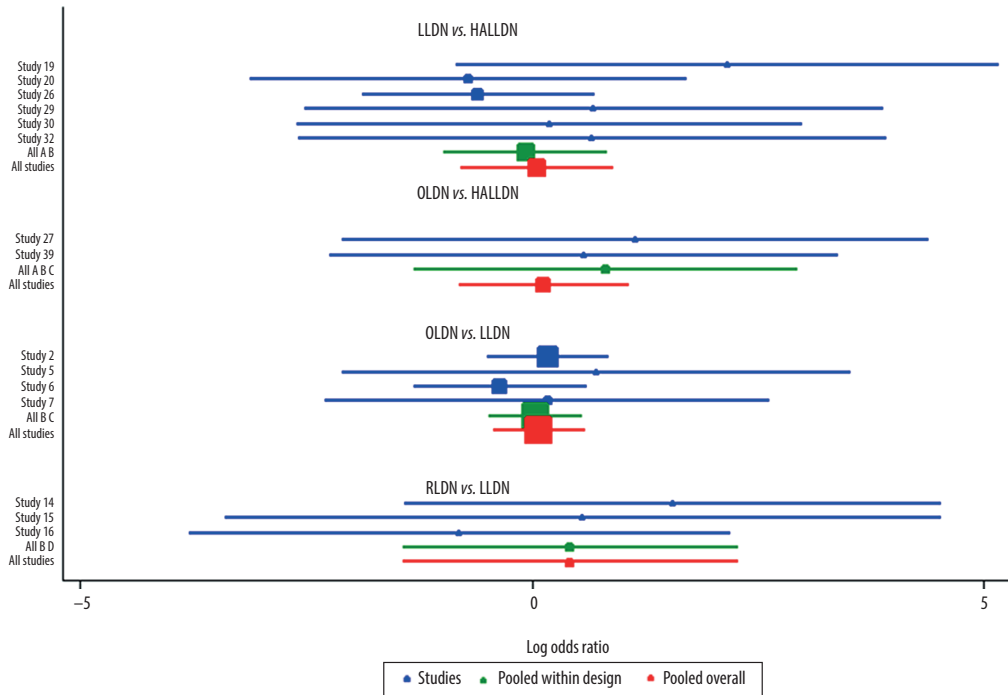 LLDN vs. HALLDN
Study 19
Study 20
Study 26
Study 29
Study 30
Study 32
All A B
All studies
OLDN vs. HALLDN
Study 27
Study 39
All A B C
All studies
OLDN vs. LLDN
Study 2
Study 5
Study 6
Study 7
All B C
All studies
RLDN vs. LLDN
Study 14
Study 15
Study 16
All B D
All studies
−5 0 5
Log odds ratio
Studies Pooled within design Pooled overall